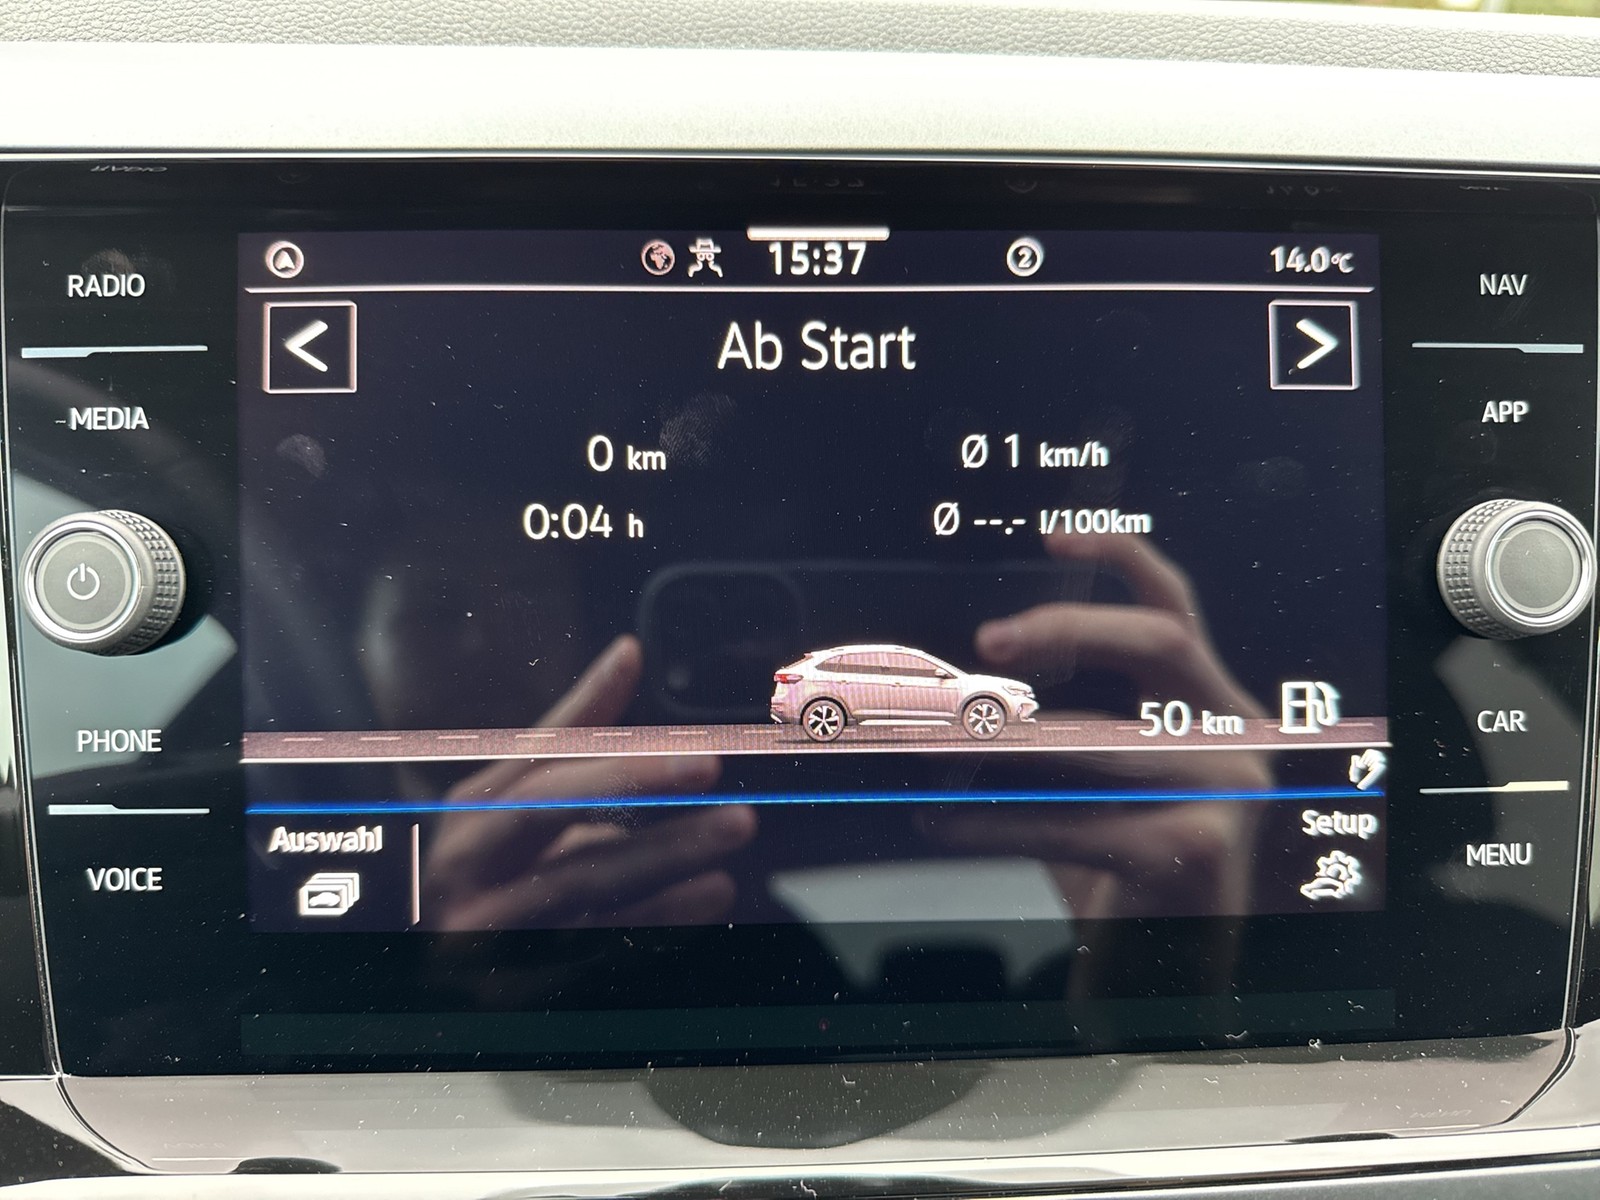 RADIO
MEDIA
PHONE
VOICE
15:37
2
14.0°C
<
Ab Start
>
0 km
Ø 1 km/h
0:04 h
Ø --.- l/100km
50 km
Auswahl
Setup
NAV
APP
CAR
MENU